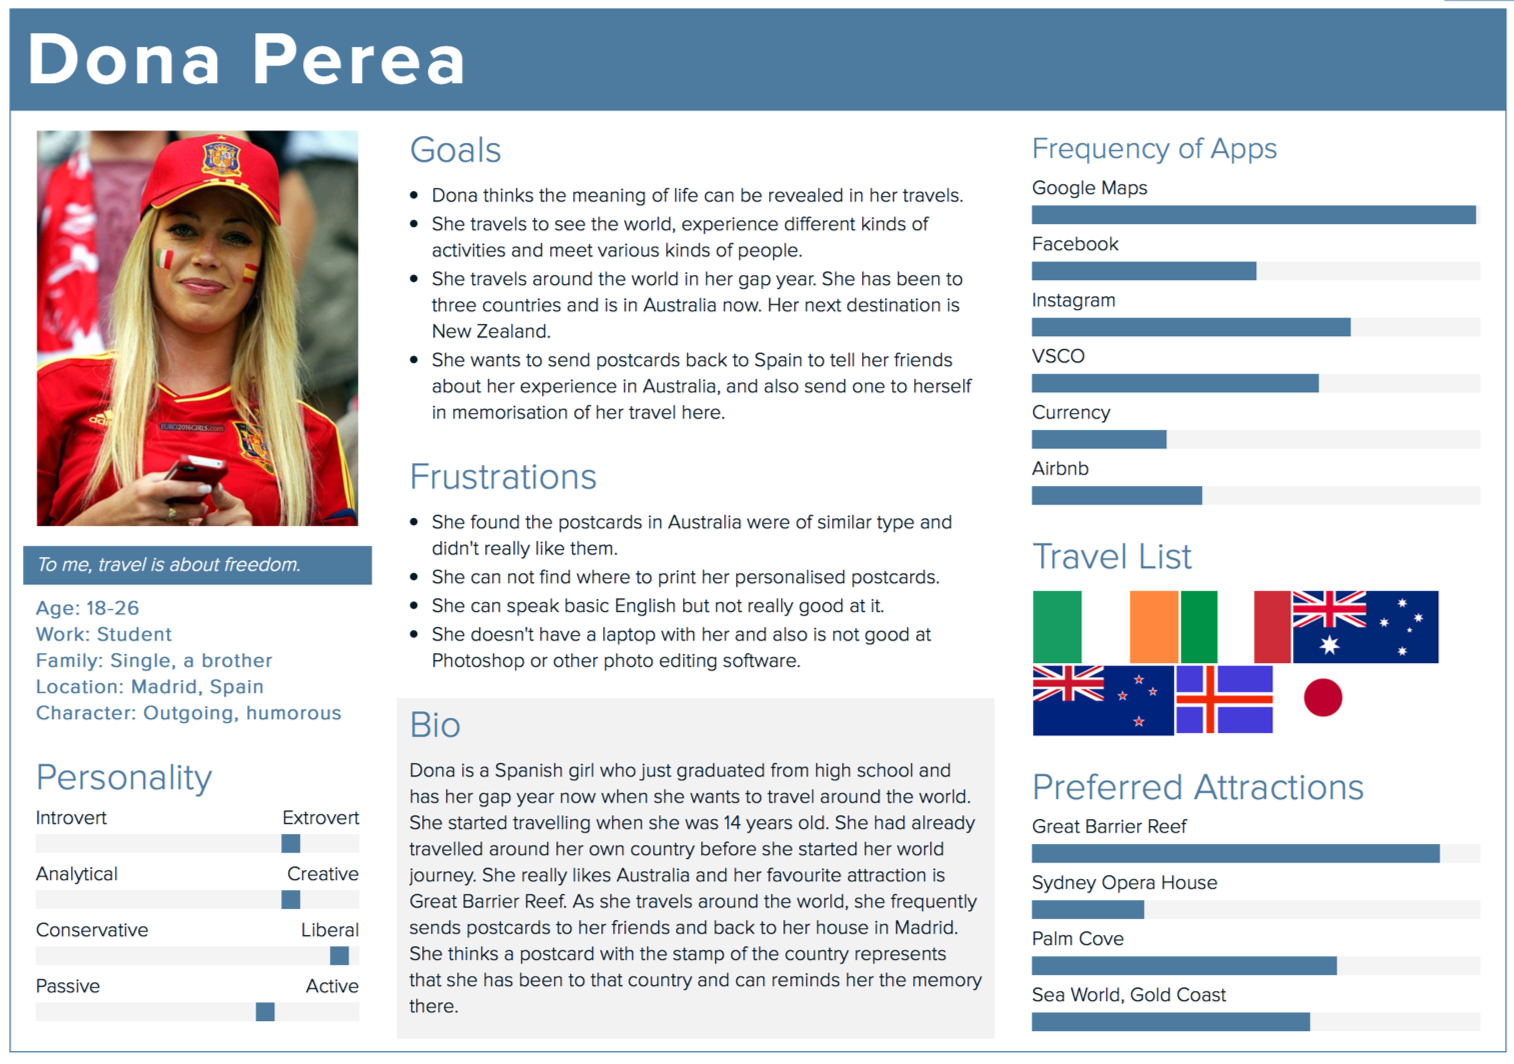 Dona Perea
adidas
EURO2016GIRLS.com
To me, travel is about freedom.
Age: 18-26
Work: Student
Family: Single, a brother
Location: Madrid, Spain
Character: Outgoing, humorous
Personality
Introvert Extrovert
Analytical Creative
Conservative Liberal
Passive Active
Goals
• Dona thinks the meaning of life can be revealed in her travels.
• She travels to see the world, experience different kinds of
activities and meet various kinds of people.
• She travels around the world in her gap year. She has been to
three countries and is in Australia now. Her next destination is
New Zealand.
• She wants to send postcards back to Spain to tell her friends
about her experience in Australia, and also send one to herself
in memorisation of her travel here.
Frustrations
• She found the postcards in Australia were of similar type and
didn't really like them.
• She can not find where to print her personalised postcards.
• She can speak basic English but not really good at it.
• She doesn't have a laptop with her and also is not good at
Photoshop or other photo editing software.
Bio
Dona is a Spanish girl who just graduated from high school and
has her gap year now when she wants to travel around the world.
She started travelling when she was 14 years old. She had already
travelled around her own country before she started her world
journey. She really likes Australia and her favourite attraction is
Great Barrier Reef. As she travels around the world, she frequently
sends postcards to her friends and back to her house in Madrid.
She thinks a postcard with the stamp of the country represents
that she has been to that country and can reminds her the memory
there.
Frequency of Apps
Google Maps
Facebook
Instagram
VSCO
Currency
Airbnb
Travel List
Preferred Attractions
Great Barrier Reef
Sydney Opera House
Palm Cove
Sea World, Gold Coast